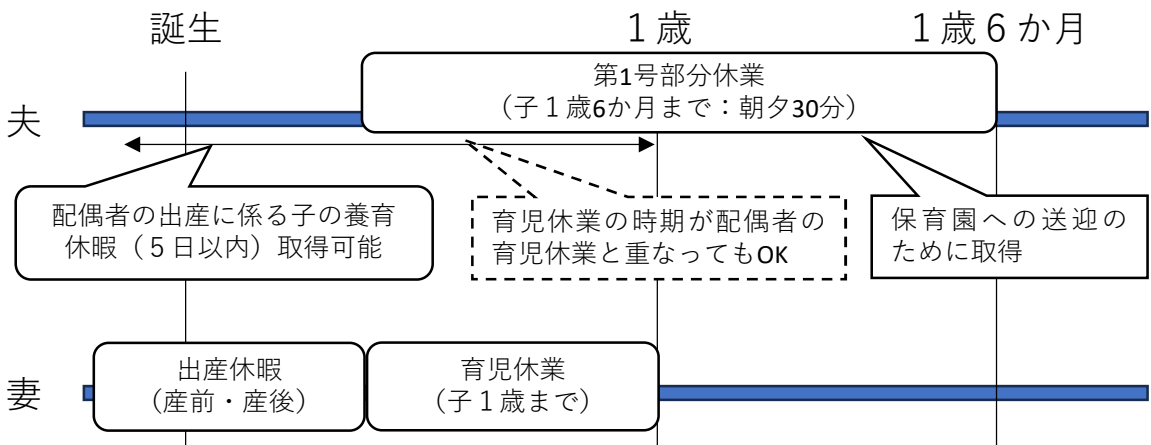 誕生
１歳
１歳６か月
夫
第1号部分休業
（子１歳6か月まで：朝夕30分）
配偶者の出産に係る子の養育
休暇（５日以内）取得可能
育児休業の時期が配偶者の
育児休業と重なってもOK
保育園への送迎の
ために取得
妻
出産休暇
（産前・産後）
育児休業
（子１歳まで）